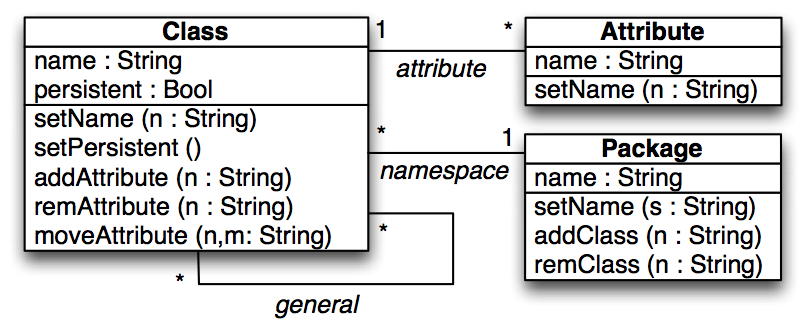 Class
name : String
persistent : Bool
setName (n : String)
setPersistent ()
addAttribute (n : String)
remAttribute (n : String)
moveAttribute (n,m: String)
1
*
attribute
Attribute
name : String
setName (n : String)
*
1
namespace
Package
name : String
setName (s : String)
addClass (n : String)
remClass (n : String)
*
*
general